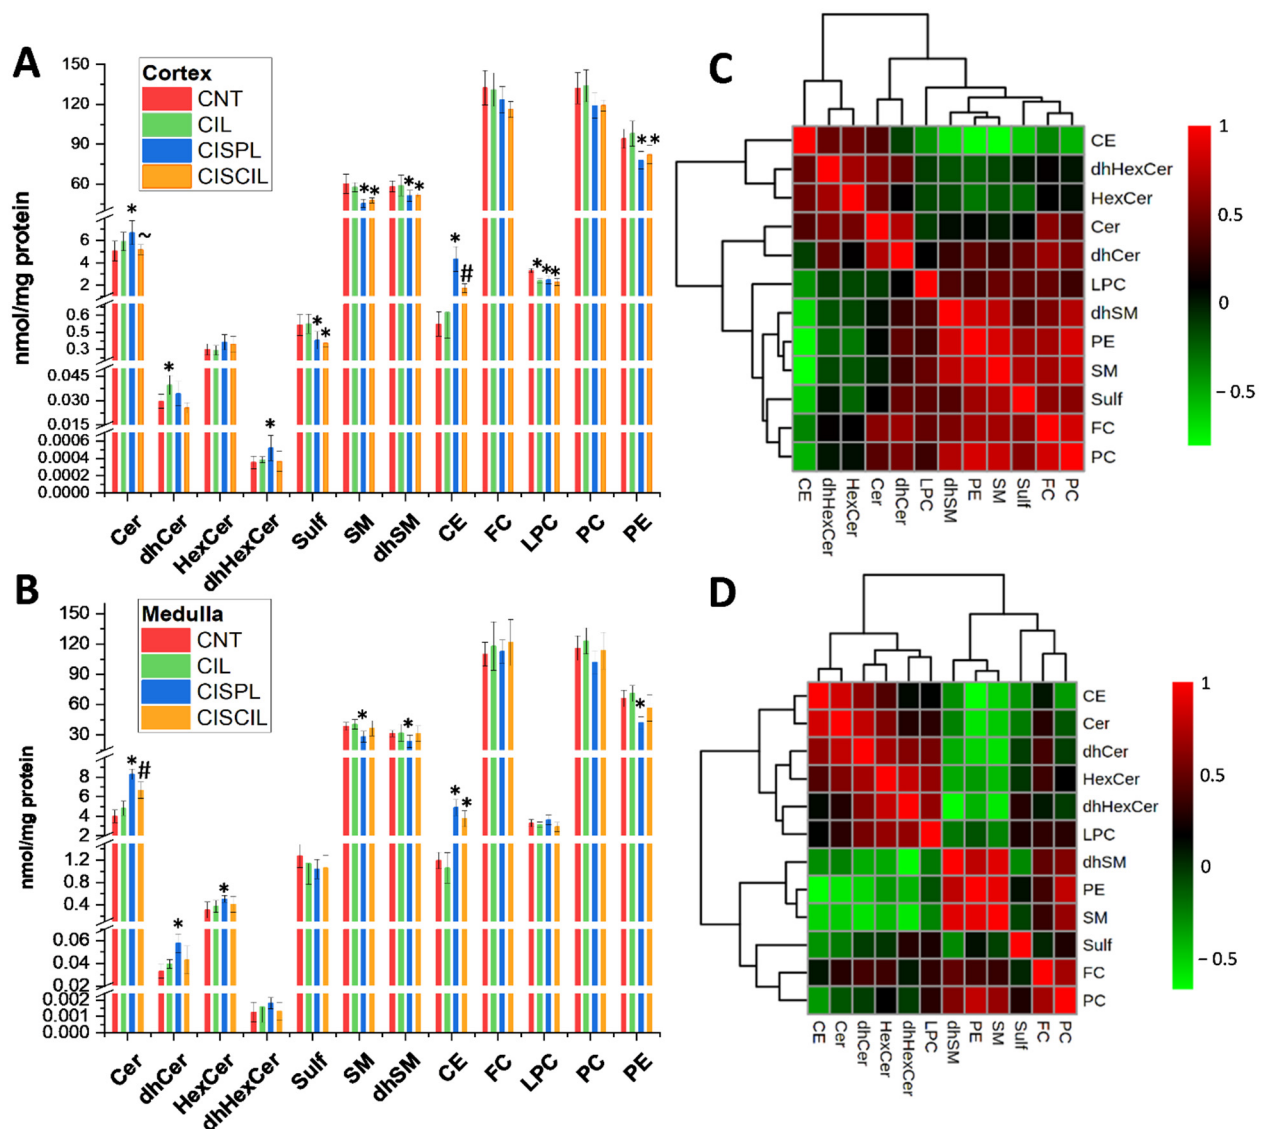 A
nmol/mg protein
150
120
90
60
6
4
2
0.6
0.5
0.3
0.045
0.030
0.015
0.0006
0.0004
0.0002
0.0000
Cortex
CNT
CIL
CISPL
CISCIL
* ~ * * * * * * * * * # * * * * *
Cer dhCer HexCer dhHexCer Sulf SM dhSM CE FC LPC PC PE
C
CE
dhHexCer
HexCer
Cer
dhCer
LPC
dhSM
PE
SM
Sulf
FC
PC
CE dhHexCer HexCer Cer dhCer LPC dhSM PE SM Sulf FC PC
1
0.5
0
– 0.5
B
nmol/mg protein
150
120
90
60
30
8
6
4
2
1.2
0.8
0.4
0.06
0.04
0.02
0.002
0.001
0.000
Medulla
CNT
CIL
CISPL
CISCIL
* # * * * * * * *
Cer dhCer HexCer dhHexCer Sulf SM dhSM CE FC LPC PC PE
D
CE
Cer
dhCer
HexCer
dhHexCer
LPC
dhSM
PE
SM
Sulf
FC
PC
CE Cer dhCer HexCer dhHexCer LPC dhSM PE SM Sulf FC PC
1
0.5
0
– 0.5